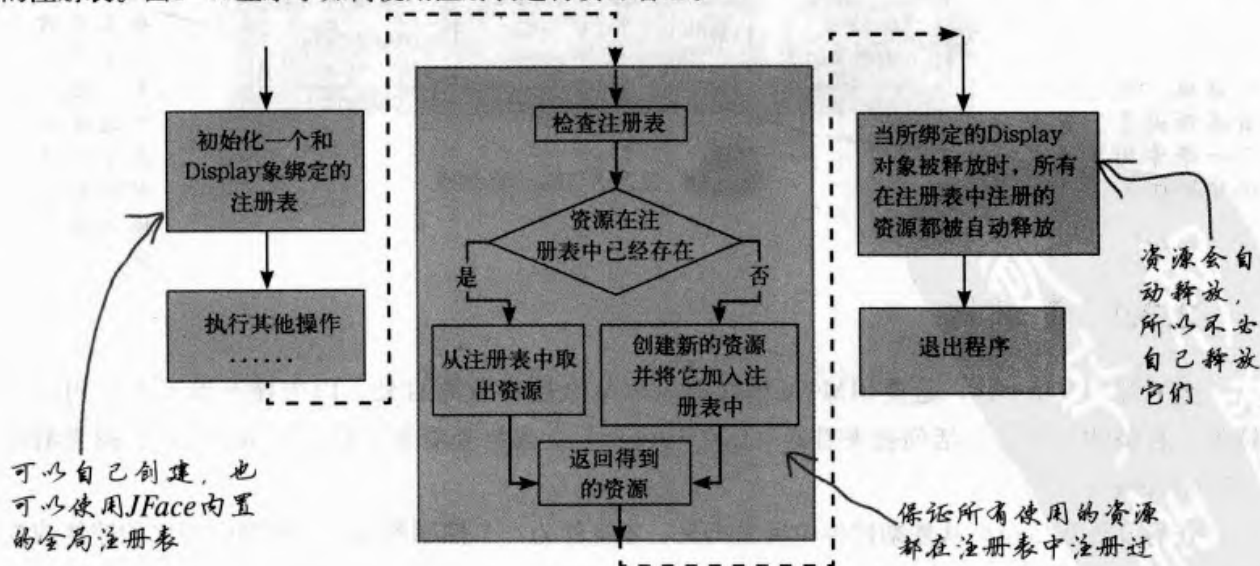 初始化一个和
Display象绑定的
注册表
执行其他操作
……
可以自己创建，也
可以使用JFace内置
的全局注册表
检查注册表
资源在注
册表中已经存在
是
否
从注册表中取
出资源
创建新的资源
并将它加入注
册表中
返回得到
的资源
保证所有使用的资源
都在注册表中注册过
当所绑定的Display
对象被释放时，所有
在注册表中注册的
资源都被自动释放
退出程序
资源会自
动释放，
所以不必
自己释放
它们